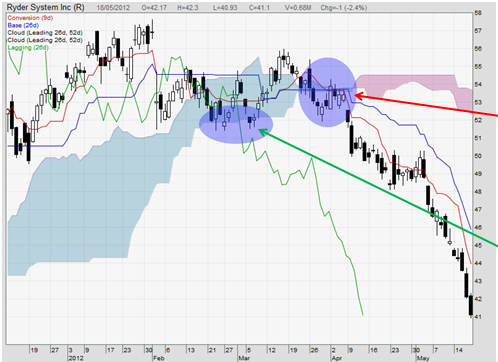 Ryder System Inc (R) 18/05/2012 O=42.17 H=42.3 L=40.93 C=41.1 V=0.68M Chg=-1 (-2.4%)
Conversion (9d)
Base (26d)
Cloud (Leading 26d, 52d)
Cloud (Leading 26d, 52d)
Lagging (26d)
58
57
56
55
54
53
52
51
50
49
48
47
46
45
44
43
42
41
19 27 3 9 17 23 30 6 13 21 27 5 12 19 26 2 9 16 23 30 7 14
2012 Feb Mar Apr May